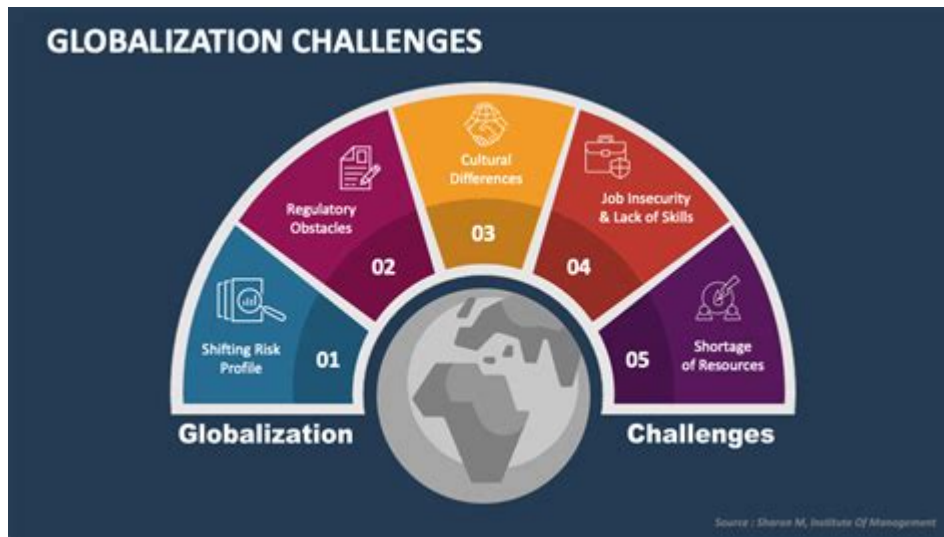 GLOBALIZATION CHALLENGES
Shifting Risk
Profile
01
Regulatory
Obstacles
02
Cultural
Differences
03
Job Insecurity
& Lack of Skills
04
Shortage
of Resources
05
Globalization
Challenges
Source : Sharon M, Institute Of Management